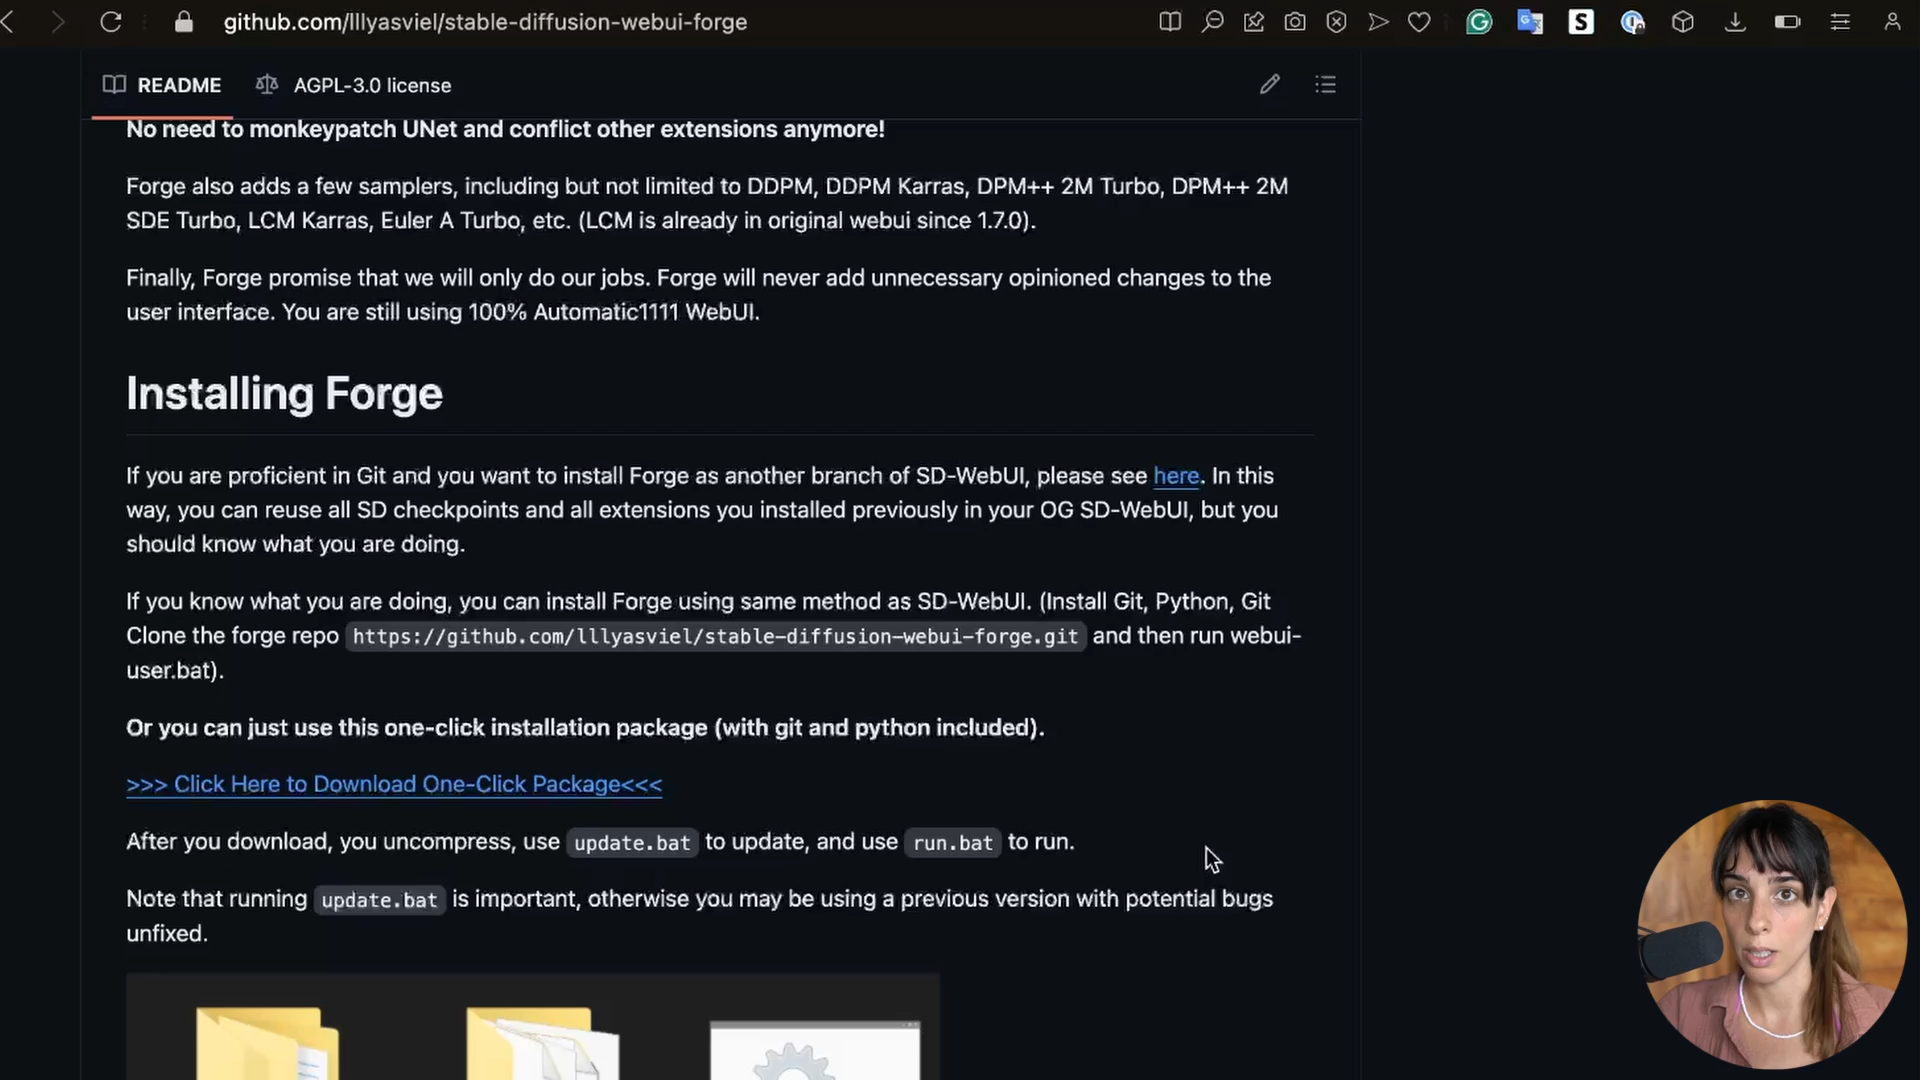 github.com/lllyasviel/stable-diffusion-webui-forge
README
AGPL-3.0 license
No need to monkeypatch UNet and conflict other extensions anymore!
Forge also adds a few samplers, including but not limited to DDPM, DDPM Karras, DPM++ 2M Turbo, DPM++ 2M
SDE Turbo, LCM Karras, Euler A Turbo, etc. (LCM is already in original webui since 1.7.0).
Finally, Forge promise that we will only do our jobs. Forge will never add unnecessary opinioned changes to the
user interface. You are still using 100% Automatic1111 WebUI.
Installing Forge
If you are proficient in Git and you want to install Forge as another branch of SD-WebUI, please see here. In this
way, you can reuse all SD checkpoints and all extensions you installed previously in your OG SD-WebUI, but you
should know what you are doing.
If you know what you are doing, you can install Forge using same method as SD-WebUI. (Install Git, Python, Git
Clone the forge repo https://github.com/lllyasviel/stable-diffusion-webui-forge.git and then run webui-
user.bat).
Or you can just use this one-click installation package (with git and python included).
>>> Click Here to Download One-Click Package<<<
After you download, you uncompress, use update.bat to update, and use run.bat to run.
Note that running update.bat is important, otherwise you may be using a previous version with potential bugs
unfixed.